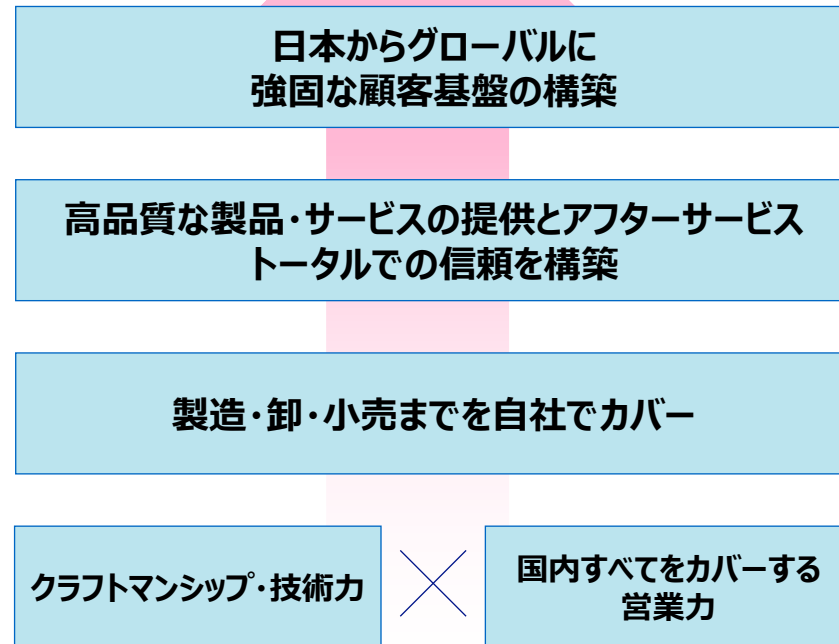 日本からグローバルに
強固な顧客基盤の構築
高品質な製品・サービスの提供とアフターサービス
トータルでの信頼を構築
製造・卸・小売までを自社でカバー
クラフトマンシップ・技術力
国内すべてをカバーする
営業力